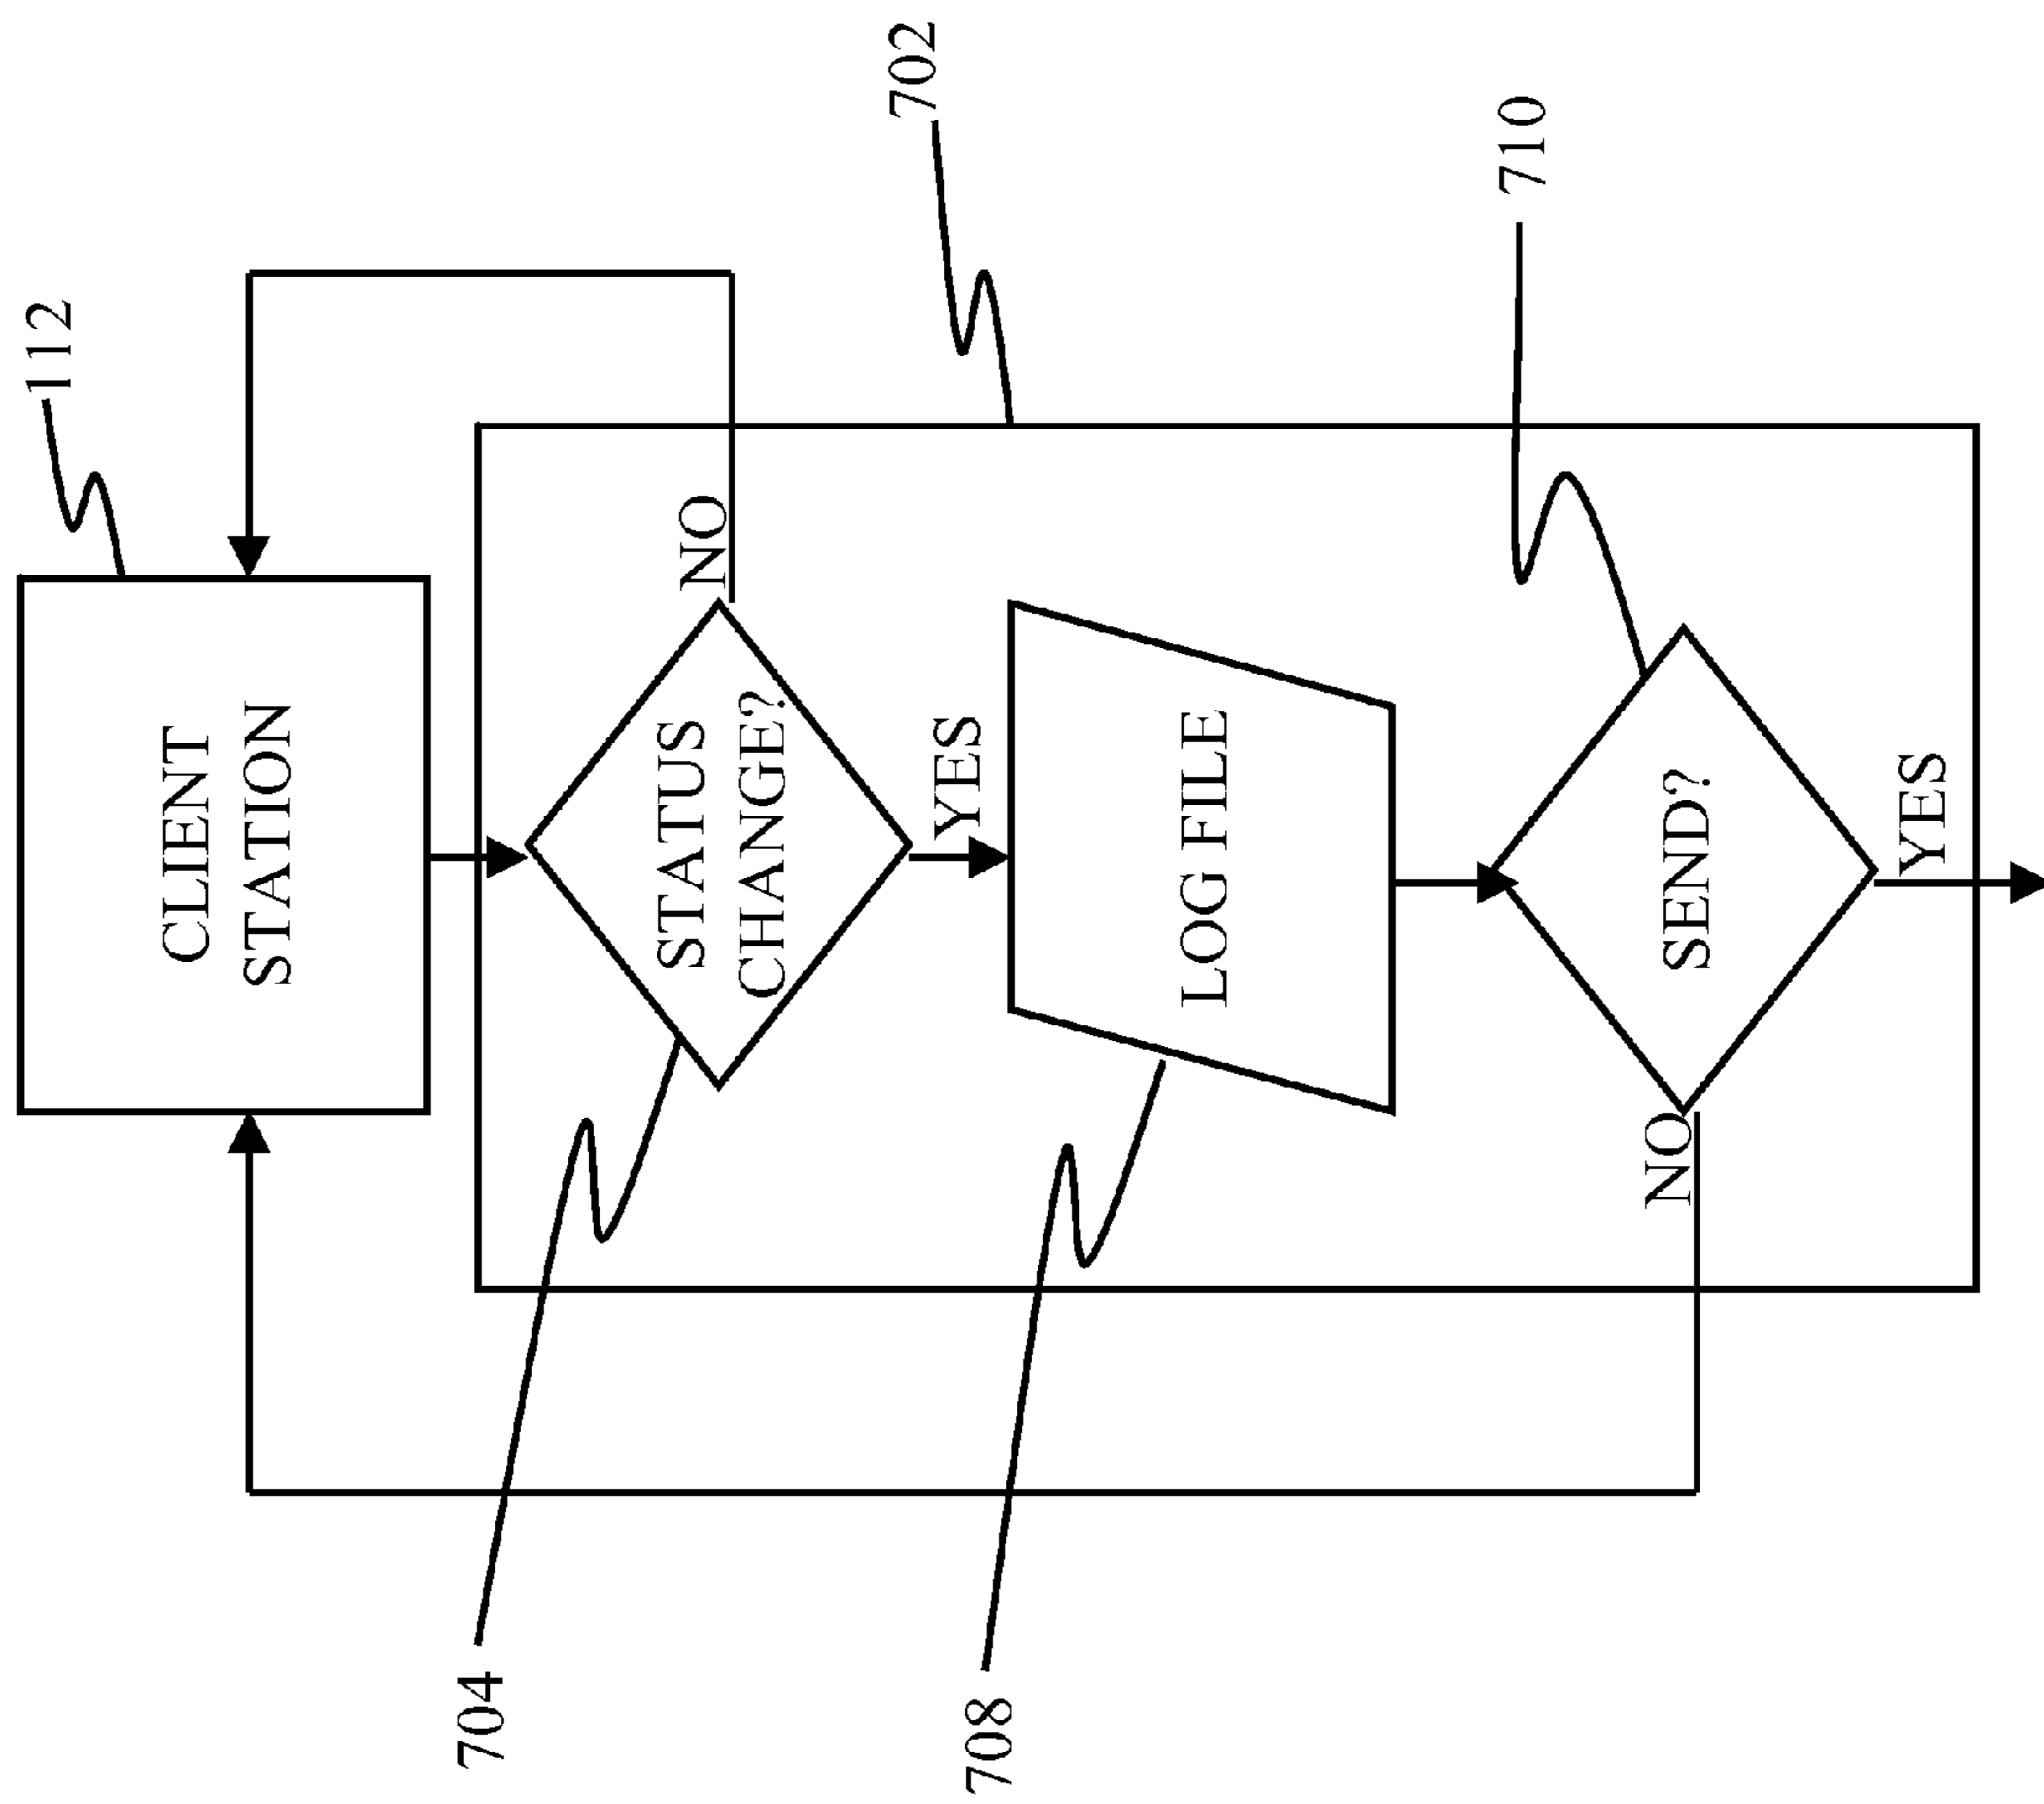 112
CLIENT
STATION
702
NO
STATUS
CHANGE?
704
YES
LOG FILE
708
710
SEND?
NO
YES